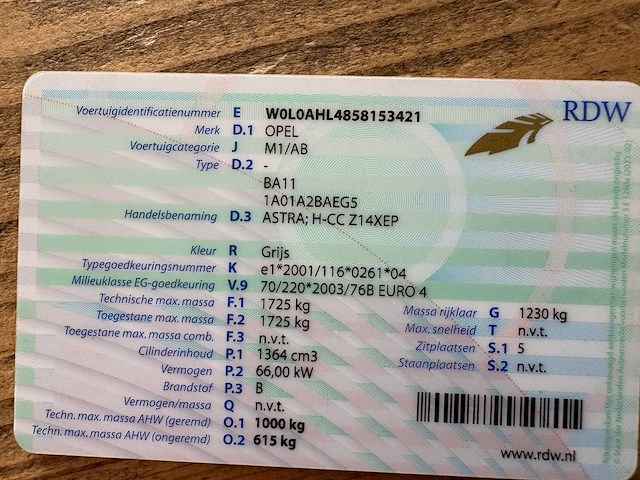 RDW
Voertuigidentificatienummer E W0L0AHL4858153421
Merk D.1 OPEL
Voertuigcategorie J M1/AB
Type D.2 -
BA11
1A01A2BAEG5
Handelsbenaming D.3 ASTRA; H-CC Z14XEP
Kleur R Grijs
Typegoedkeuringsnummer K e1*2001/116*0261*04
Milieuklasse EG-goedkeuring V.9 70/220*2003/76B EURO 4
Technische max. massa F.1 1725 kg
Massa rijklaar G 1230 kg
Toegestane max. massa F.2 1725 kg
Max. snelheid T n.v.t.
Toegestane max. massa comb. F.3 n.v.t.
Zitplaatsen S.1 5
Cilinderinhoud P.1 1364 cm3
Staanplaatsen S.2 n.v.t.
Vermogen P.2 66,00 kW
Brandstof P.3 B
Vermogen/massa Q n.v.t.
Techn. max. massa AHW (geremd) O.1 1000 kg
Techn. max. massa AHW (ongeremd) O.2 615 kg
www.rdw.nl